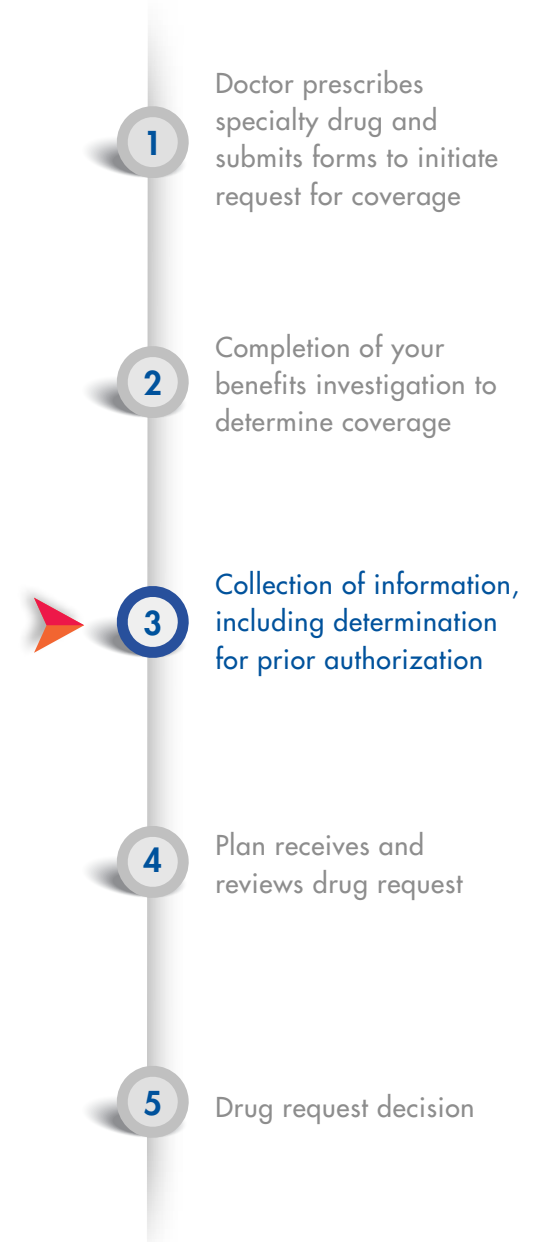 1
Doctor prescribes
specialty drug and
submits forms to initiate
request for coverage
2
Completion of your
benefits investigation to
determine coverage
3
Collection of information,
including determination
for prior authorization
4
Plan receives and
reviews drug request
5
Drug request decision